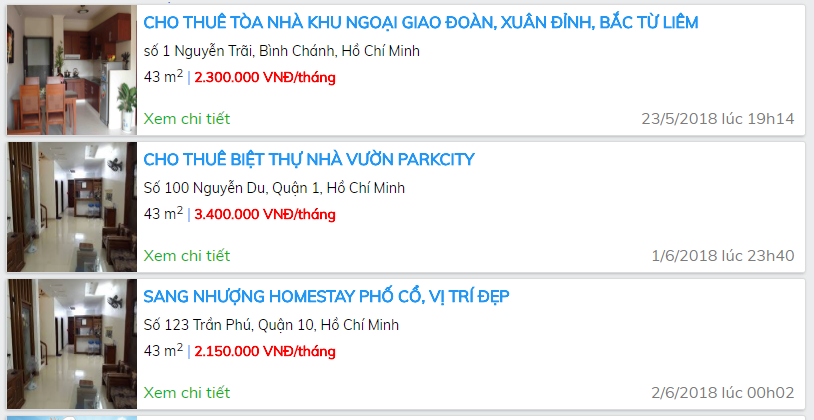 CHO THUÊ TÒA NHÀ KHU NGOẠI GIAO ĐOÀN, XUÂN ĐỈNH, BẮC TỪ LIÊM
số 1 Nguyễn Trãi, Bình Chánh, Hồ Chí Minh
43 m² | 2.300.000 VNĐ/tháng
Xem chi tiết 23/5/2018 lúc 19h14
CHO THUÊ BIỆT THỰ NHÀ VƯỜN PARKCITY
Số 100 Nguyễn Du, Quận 1, Hồ Chí Minh
43 m² | 3.400.000 VNĐ/tháng
Xem chi tiết 1/6/2018 lúc 23h40
SANG NHƯỢNG HOMESTAY PHỐ CỔ, VỊ TRÍ ĐẸP
Số 123 Trần Phú, Quận 10, Hồ Chí Minh
43 m² | 2.150.000 VNĐ/tháng
Xem chi tiết 2/6/2018 lúc 00h02